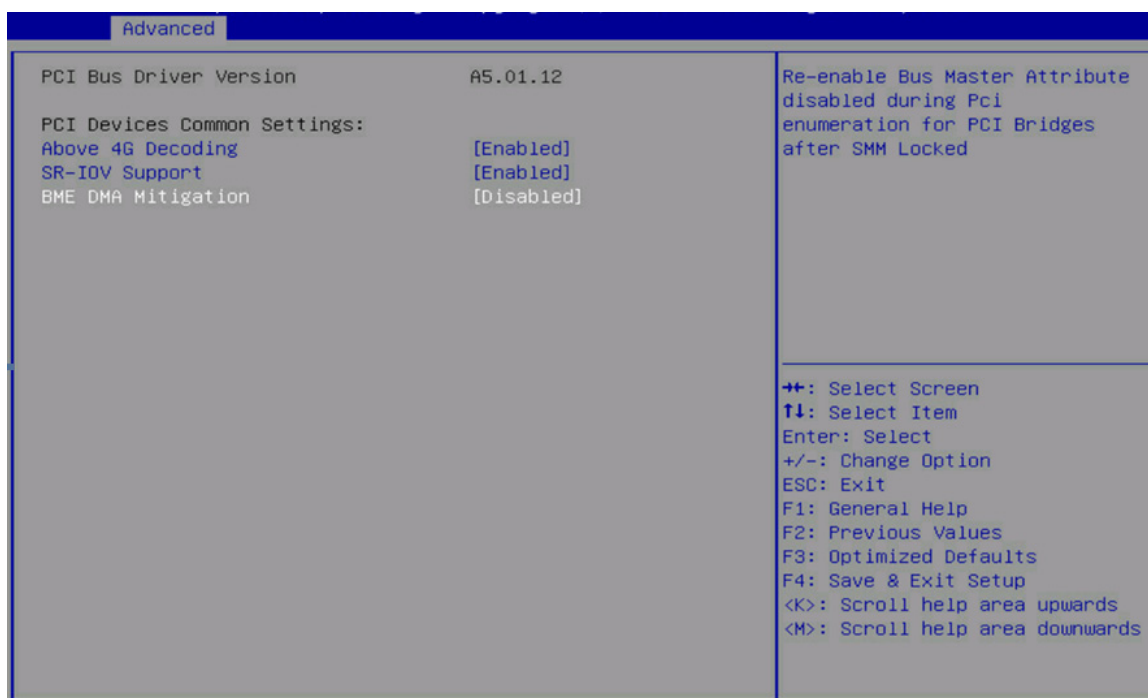 Advanced
PCI Bus Driver Version A5.01.12
PCI Devices Common Settings:
Above 4G Decoding [Enabled]
SR-IOV Support [Enabled]
BME DMA Mitigation [Disabled]
Re-enable Bus Master Attribute
disabled during Pci
enumeration for PCI Bridges
after SMM Locked
→←: Select Screen
↑↓: Select Item
Enter: Select
+/-: Change Option
ESC: Exit
F1: General Help
F2: Previous Values
F3: Optimized Defaults
F4: Save & Exit Setup
<K>: Scroll help area upwards
<M>: Scroll help area downwards